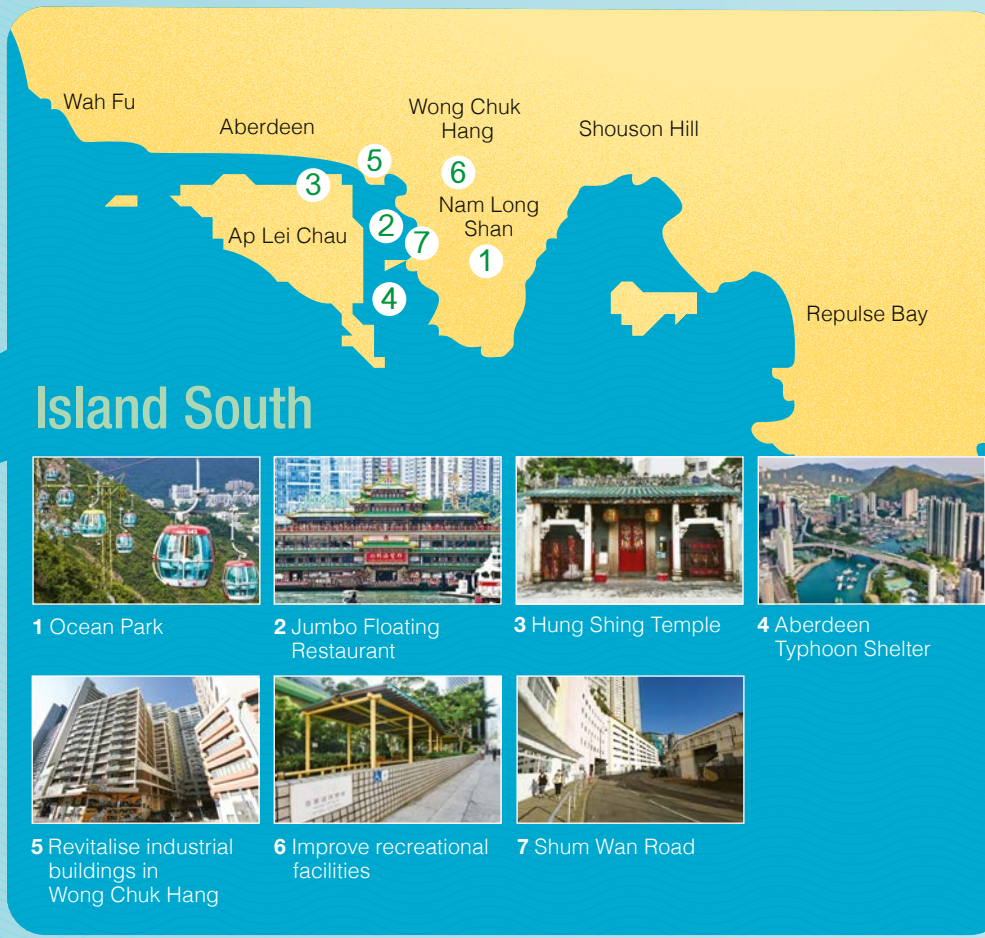 Wah Fu
Aberdeen
Wong Chuk
Hang
Shouson Hill
5
6
3
Nam Long
Shan
2
Ap Lei Chau
7
1
4
Repulse Bay
Island South
1 Ocean Park
2 Jumbo Floating
Restaurant
3 Hung Shing Temple
4 Aberdeen
Typhoon Shelter
5 Revitalise industrial
buildings in
Wong Chuk Hang
6 Improve recreational
facilities
7 Shum Wan Road